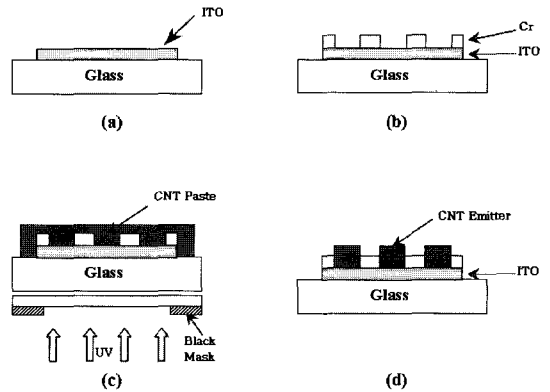 ITO
Glass
(a)
Cr
ITO
Glass
(b)
CNT Paste
Glass
UV
Black
Mask
(c)
CNT Emitter
ITO
Glass
(d)